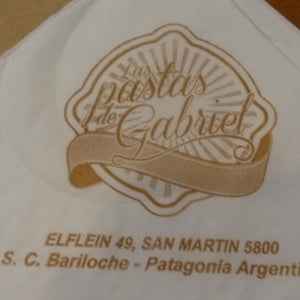 Las
pastas
de
Gabriel
ELFLEIN 49, SAN MARTIN 5800
S. C. Bariloche - Patagonia Argenti